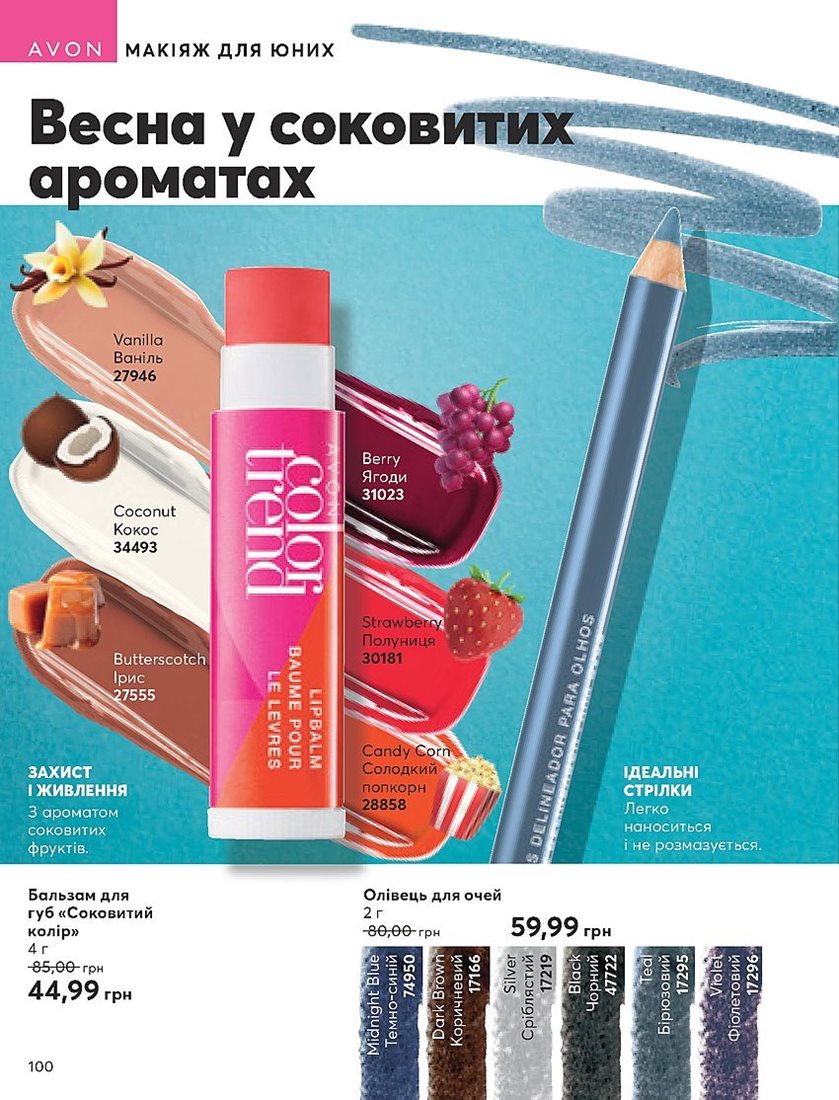 AVON
МАКІЯЖ ДЛЯ ЮНИХ
Весна у соковитих
ароматах
Vanilla
Ваніль
27946
Coconut
Кокос
34493
Butterscotch
Ірис
27555
Berry
Ягоди
31023
Strawberry
Полуниця
30181
Candy Corn
Солодкий
попкорн
28858
AVON
color
trend
LIPBALM
BAUME POUR
LE LEVRES
S DELINEADOR PARA OLHOS
ЗАХИСТ
І ЖИВЛЕННЯ
З ароматом
соковитих
фруктів.
ІДЕАЛЬНІ
СТРІЛКИ
Легко
наноситься
і не розмазується.
Бальзам для
губ «Соковитий
колір»
4 г
85,00 грн
44,99 грн
Олівець для очей
2 г
80,00 грн
59,99 грн
Midnight Blue
Темно-синій
74950
Dark Brown
Коричневий
17166
Silver
Сріблястий
17219
Black
Чорний
47722
Tedl
Бірюзовий
17295
Violet
Фіолетовий
17296
100